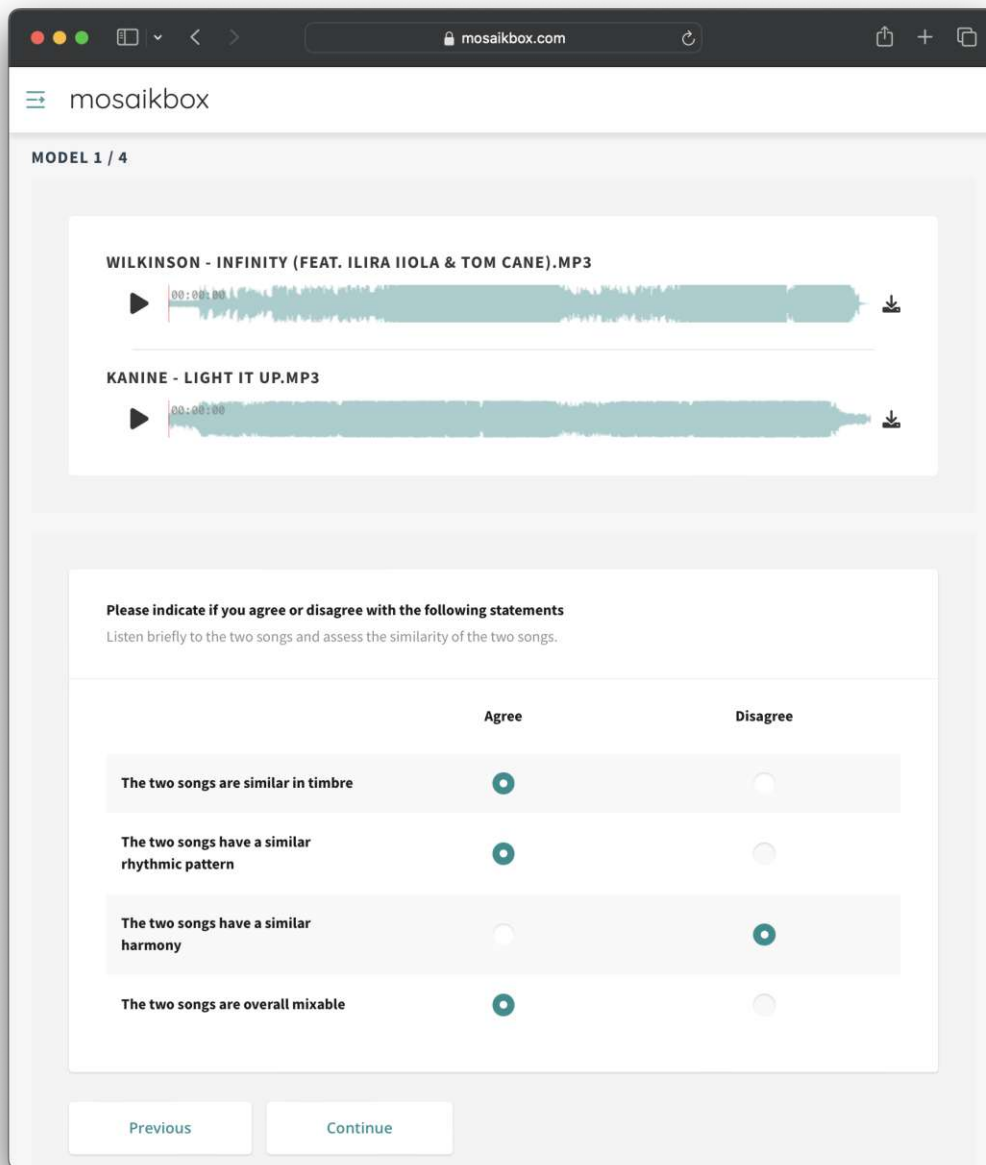 mosaikbox.com
mosaikbox
MODEL 1 / 4
WILKINSON - INFINITY (FEAT. ILIRA IIOLA & TOM CANE).MP3
00:00:00
KANINE - LIGHT IT UP.MP3
00:00:00
Please indicate if you agree or disagree with the following statements
Listen briefly to the two songs and assess the similarity of the two songs.
Agree Disagree
The two songs are similar in timbre
The two songs have a similar
rhythmic pattern
The two songs have a similar
harmony
The two songs are overall mixable
Previous Continue